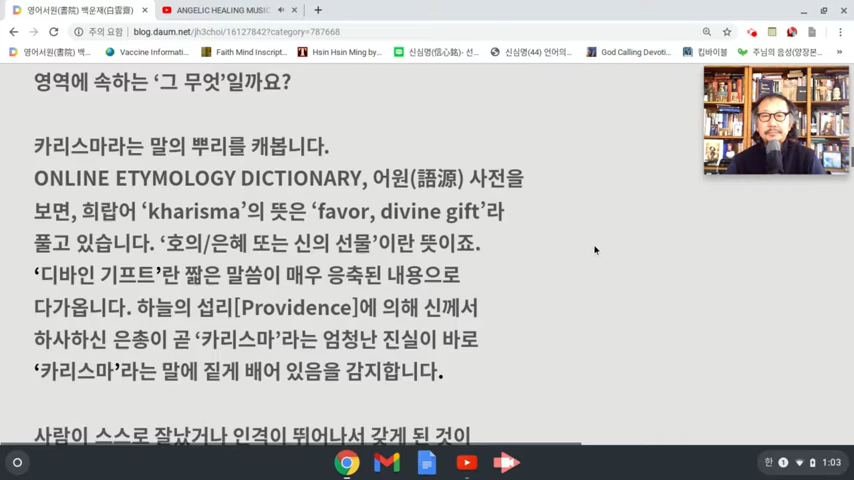 영어서원(書院) 백운재(白雲齋)
ANGELIC HEALING MUSIC
주의 요함
blog.daum.net/jh3choi/16127842?category=787668
영어서원(書院) 백운재(白雲齋)
Vaccine Informati...
Faith Mind Inscript...
Hsin Hsin Ming by...
신심명(信心銘)- 선...
신심명(44) 언어의...
God Calling Devoti...
킵바이블
주님의 음성(양장본...
영역에 속하는 ‘그 무엇’일까요?
카리스마라는 말의 뿌리를 캐봅니다.
ONLINE ETYMOLOGY DICTIONARY, 어원(語源) 사전을
보면, 희랍어 ‘kharisma’의 뜻은 ‘favor, divine gift’라
풀고 있습니다. ‘호의/은혜 또는 신의 선물’이란 뜻이죠.
‘디바인 기프트’란 짧은 말씀이 매우 응축된 내용으로
다가옵니다. 하늘의 섭리[Providence]에 의해 신께서
하사하신 은총이 곧 ‘카리스마’라는 엄청난 진실이 바로
‘카리스마’라는 말에 짙게 배어 있음을 감지합니다.
사람이 스스로 잘났거나 인격이 뛰어나서 갖게 된 것이
한
1:03